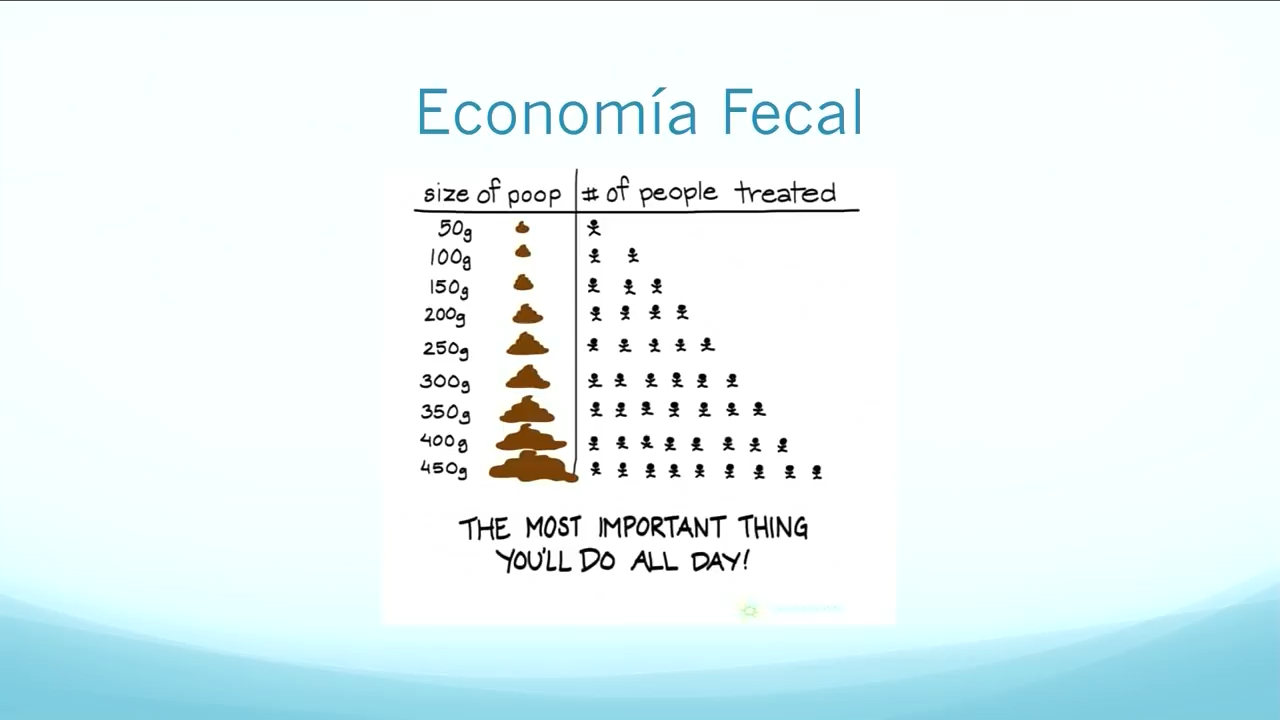 Economía Fecal
size of poop # of people treated
50g
100g
150g
200g
250g
300g
350g
400g
450g
THE MOST IMPORTANT THING
YOU'LL DO ALL DAY!